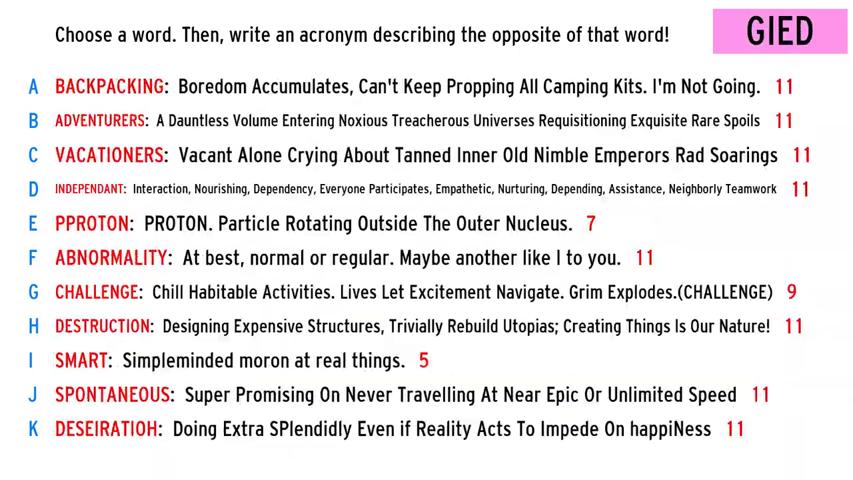 Choose a word. Then, write an acronym describing the opposite of that word!
GIED
A BACKPACKING: Boredom Accumulates, Can't Keep Propping All Camping Kits. I'm Not Going. 11
B ADVENTURERS: A Dauntless Volume Entering Noxious Treacherous Universes Requisitioning Exquisite Rare Spoils 11
C VACATIONERS: Vacant Alone Crying About Tanned Inner Old Nimble Emperors Rad Soarings 11
D INDEPENDANT: Interaction, Nourishing, Dependency, Everyone Participates, Empathetic, Nurturing, Depending, Assistance, Neighborly Teamwork 11
E PPROTON: PROTON. Particle Rotating Outside The Outer Nucleus. 7
F ABNORMALITY: At best, normal or regular. Maybe another like I to you. 11
G CHALLENGE: Chill Habitable Activities. Lives Let Excitement Navigate. Grim Explodes.(CHALLENGE) 9
H DESTRUCTION: Designing Expensive Structures, Trivially Rebuild Utopias; Creating Things Is Our Nature! 11
I SMART: Simpleminded moron at real things. 5
J SPONTANEOUS: Super Promising On Never Travelling At Near Epic Or Unlimited Speed 11
K DESEIRATIOH: Doing Extra SPlendidly Even if Reality Acts To Impede On happiNess 11